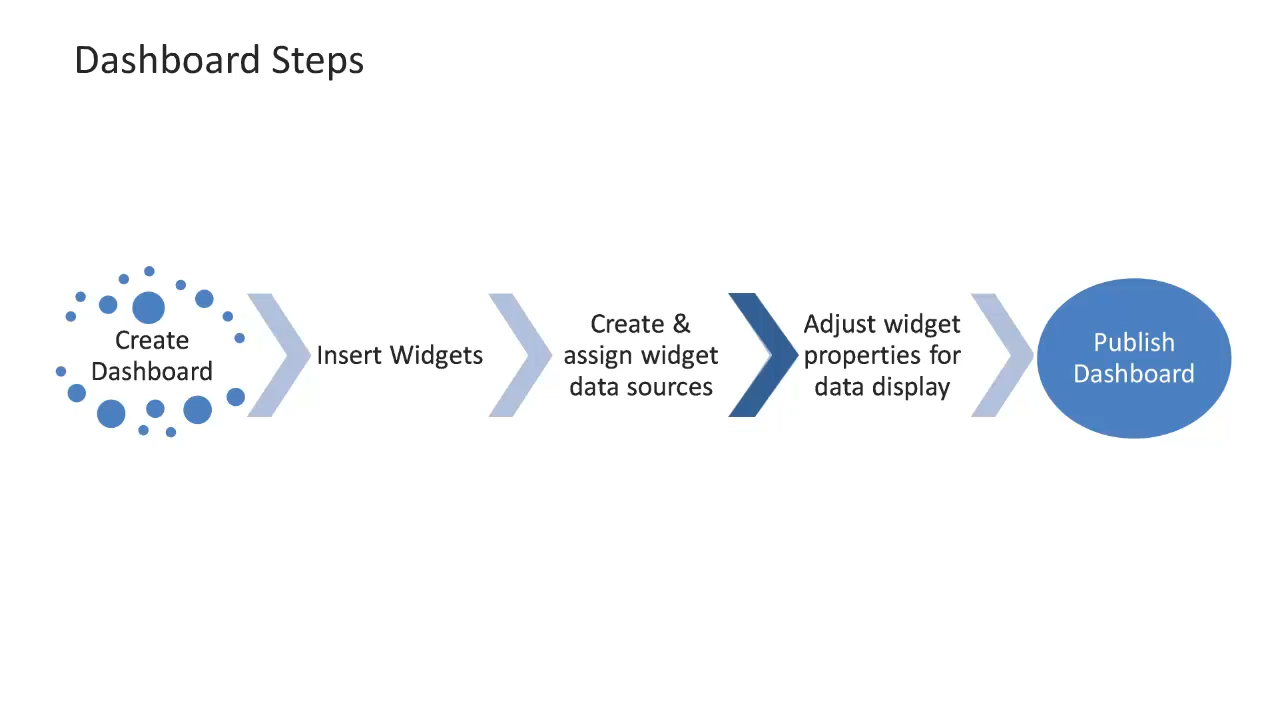 Dashboard Steps
Create
Dashboard
Insert Widgets
Create &
assign widget
data sources
Adjust widget
properties for
data display
Publish
Dashboard